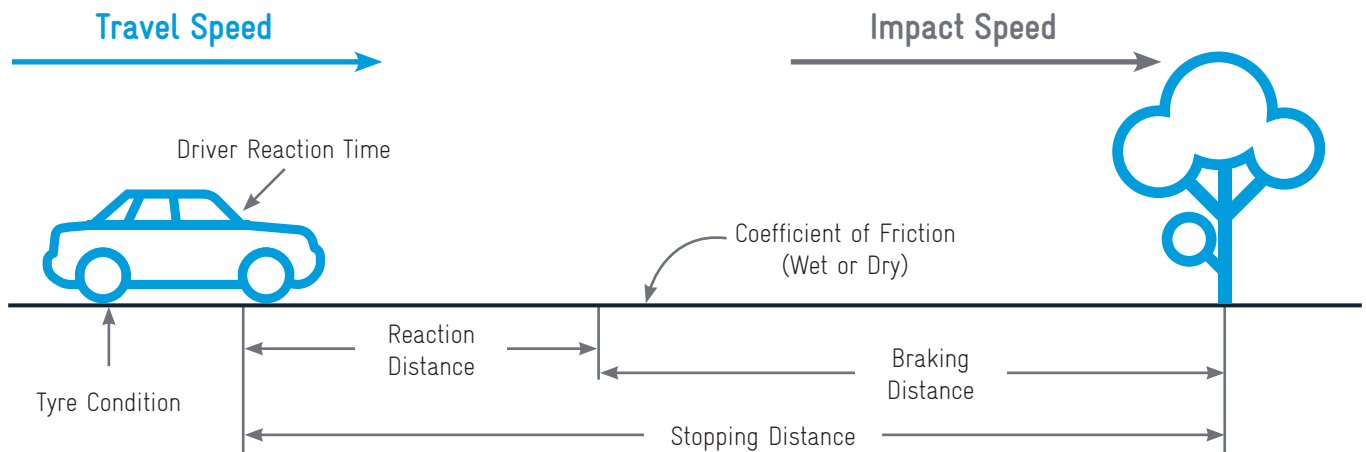 Travel Speed
Impact Speed
Driver Reaction Time
Coefficient of Friction
(Wet or Dry)
Reaction
Distance
Braking
Distance
Tyre Condition
Stopping Distance